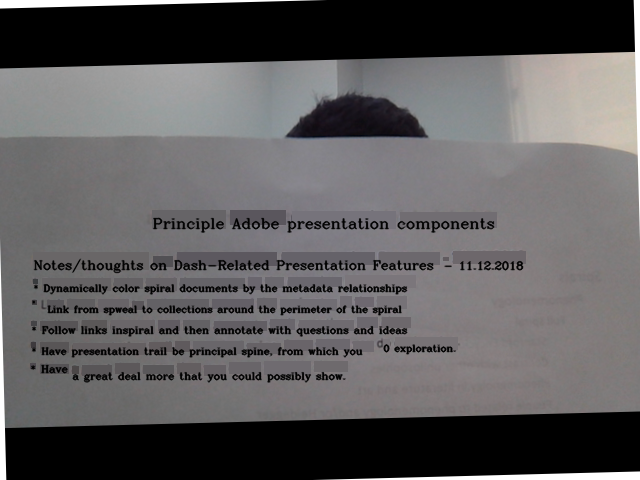 Principle Adobe presentation components
Notes/thoughts on Dash-Related Presentation Features - 11.12.2018
* Dynamically color spiral documents by the metadata relationships
* Link from spweal to collections around the perimeter of the spiral
* Follow links inspiral and then annotate with questions and ideas
* Have presentation trail be principal spine, from which you do exploration.
* Have a great deal more that you could possibly show.